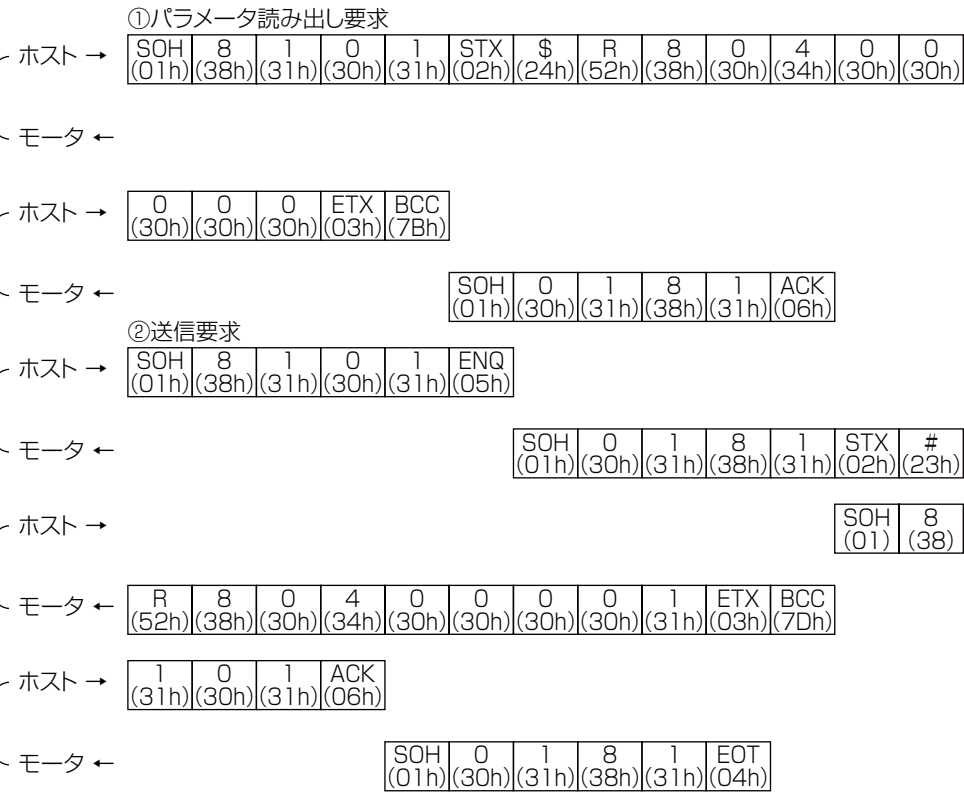 ①パラメータ読み出し要求
ホスト → SOH 8 1 0 1 STX $ R 8 0 4 0 0
(01h) (38h) (31h) (30h) (31h) (02h) (24h) (52h) (38h) (30h) (34h) (30h) (30h)
モータ ←
ホスト → 0 0 0 ETX BCC
(30h) (30h) (30h) (03h) (7Bh)
モータ ← SOH 0 1 8 1 ACK
(01h) (30h) (31h) (38h) (31h) (06h)
②送信要求
ホスト → SOH 8 1 0 1 ENQ
(01h) (38h) (31h) (30h) (31h) (05h)
モータ ← SOH 0 1 8 1 STX #
(01h) (30h) (31h) (38h) (31h) (02h) (23h)
ホスト → SOH 8
(01) (38)
モータ ← R 8 0 4 0 0 0 0 1 ETX BCC
(52h) (38h) (30h) (34h) (30h) (30h) (30h) (30h) (31h) (03h) (7Dh)
ホスト → 1 0 1 ACK
(31h) (30h) (31h) (06h)
モータ ← SOH 0 1 8 1 EOT
(01h) (30h) (31h) (38h) (31h) (04h)